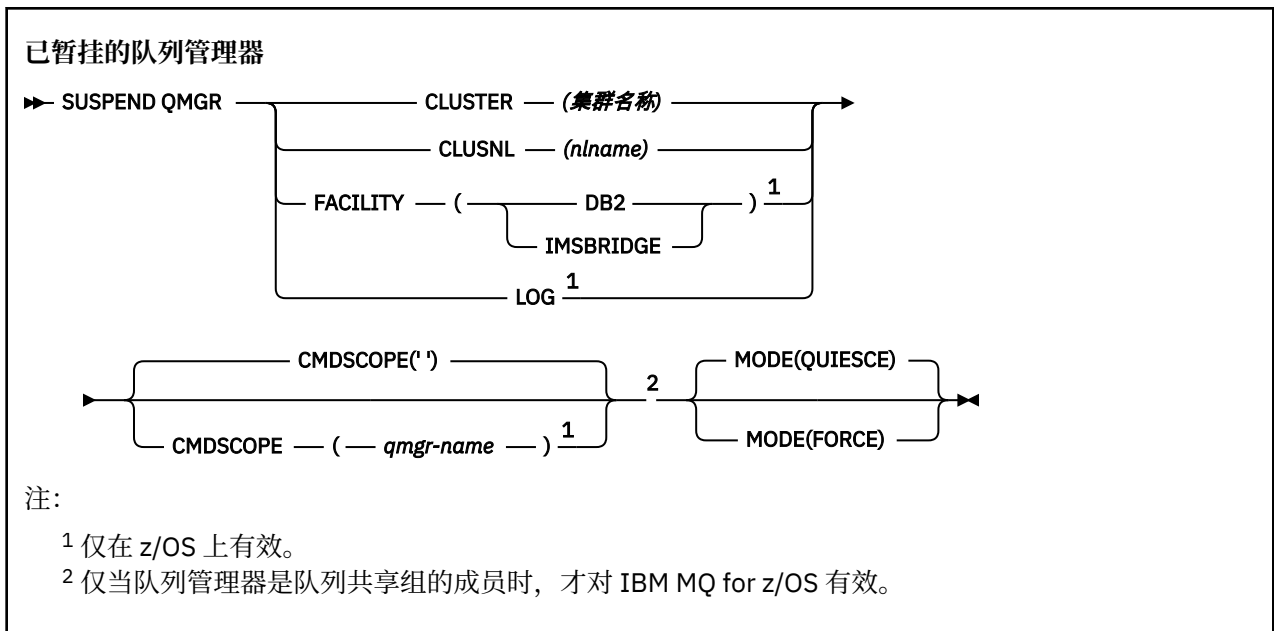 已暂挂的队列管理器
SUSPEND QMGR CLUSTER (集群名称)
CLUSNL (nlname)
FACILITY ( DB2 ) 1
IMSBRIDGE
LOG 1
CMDSCOPE(' ') 2 MODE(QUIESCE)
CMDSCOPE ( qmgr-name ) 1 MODE(FORCE)
注：
1 仅在 z/OS 上有效。
2 仅当队列管理器是队列共享组的成员时，才对 IBM MQ for z/OS 有效。